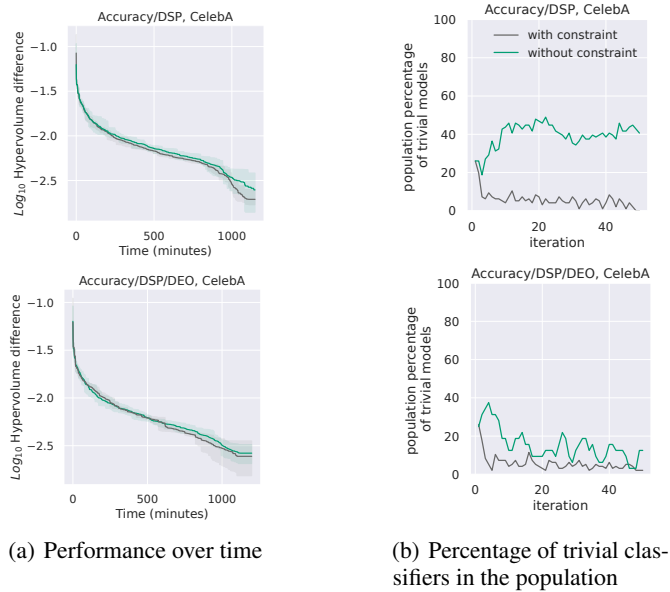 Accuracy/DSP, CelebA
−1.0
−1.5
−2.0
−2.5
Log10 Hypervolume difference
0
500
1000
Time (minutes)
Accuracy/DSP, CelebA
with constraint
without constraint
100
80
60
40
20
0
population percentage
of trivial models
0
20
40
iteration
Accuracy/DSP/DEO, CelebA
−1.0
−1.5
−2.0
−2.5
Log10 Hypervolume difference
0
500
1000
Time (minutes)
Accuracy/DSP/DEO, CelebA
100
80
60
40
20
0
population percentage
of trivial models
0
20
40
iteration
(a) Performance over time
(b) Percentage of trivial clas-
sifiers in the population